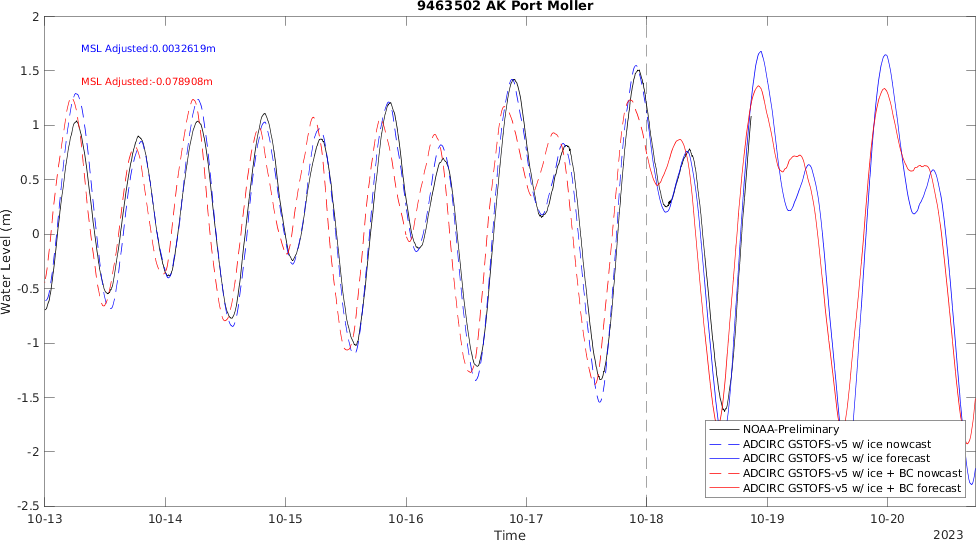 9463502 AK Port Moller
MSL Adjusted:0.0032619m
MSL Adjusted:-0.078908m
Water Level (m)
2
1.5
1
0.5
0
-0.5
-1
-1.5
-2
-2.5
NOAA-Preliminary
ADCIRC GSTOFS-v5 w/ ice nowcast
ADCIRC GSTOFS-v5 w/ ice forecast
ADCIRC GSTOFS-v5 w/ ice + BC nowcast
ADCIRC GSTOFS-v5 w/ ice + BC forecast
10-13 10-14 10-15 10-16 10-17 10-18 10-19 10-20
Time
2023